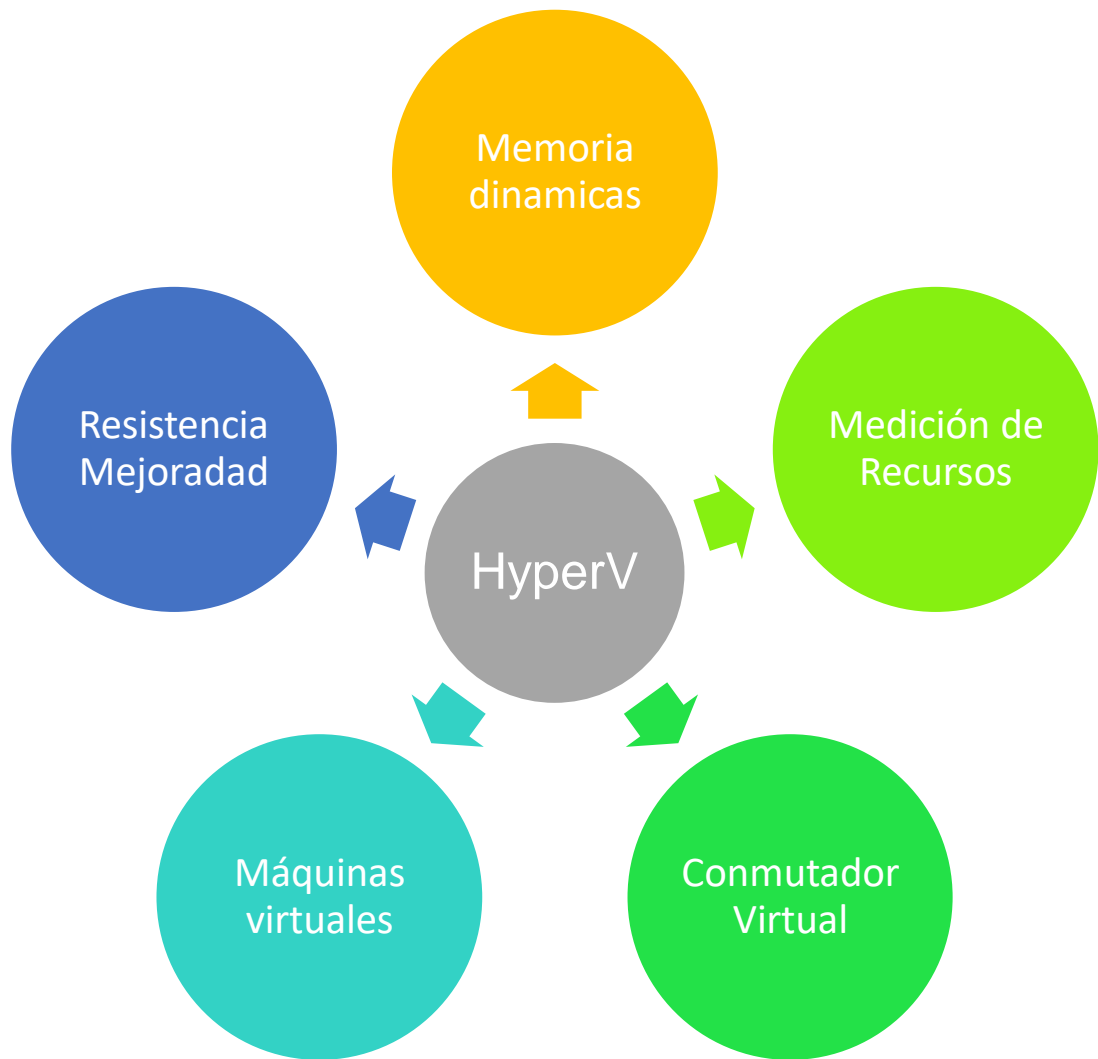 Memoria
dinamicas
Resistencia
Mejoradad
Medición de
Recursos
HyperV
Máquinas
virtuales
Conmutador
Virtual